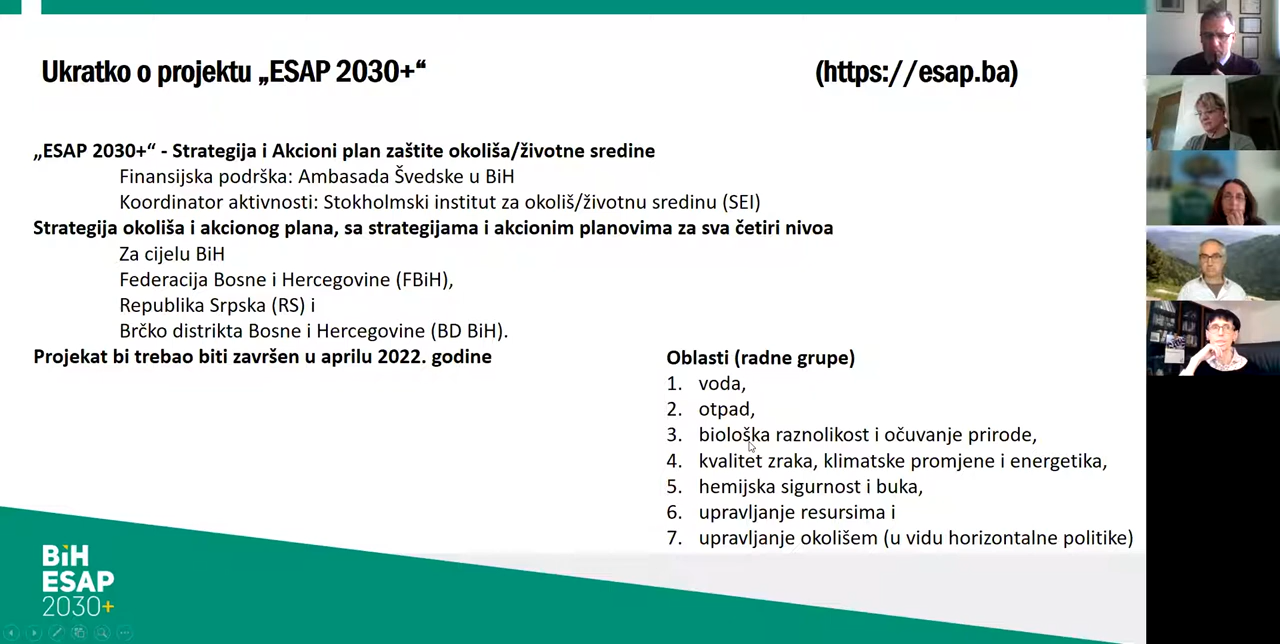 Ukratko o projektu „ESAP 2030+“ (https://esap.ba)
„ESAP 2030+“ - Strategija i Akcioni plan zaštite okoliša/životne sredine
Finansijska podrška: Ambasada Švedske u BiH
Koordinator aktivnosti: Stokholmski institut za okoliš/životnu sredinu (SEI)
Strategija okoliša i akcionog plana, sa strategijama i akcionim planovima za sva četiri nivoa
Za cijelu BiH
Federacija Bosne i Hercegovine (FBiH),
Republika Srpska (RS) i
Brčko distrikta Bosne i Hercegovine (BD BiH).
Projekat bi trebao biti završen u aprilu 2022. godine
Oblasti (radne grupe)
1. voda,
2. otpad,
3. biološka raznolikost i očuvanje prirode,
4. kvalitet zraka, klimatske promjene i energetika,
5. hemijska sigurnost i buka,
6. upravljanje resursima i
7. upravljanje okolišem (u vidu horizontalne politike)
BiH
ESAP
2030+